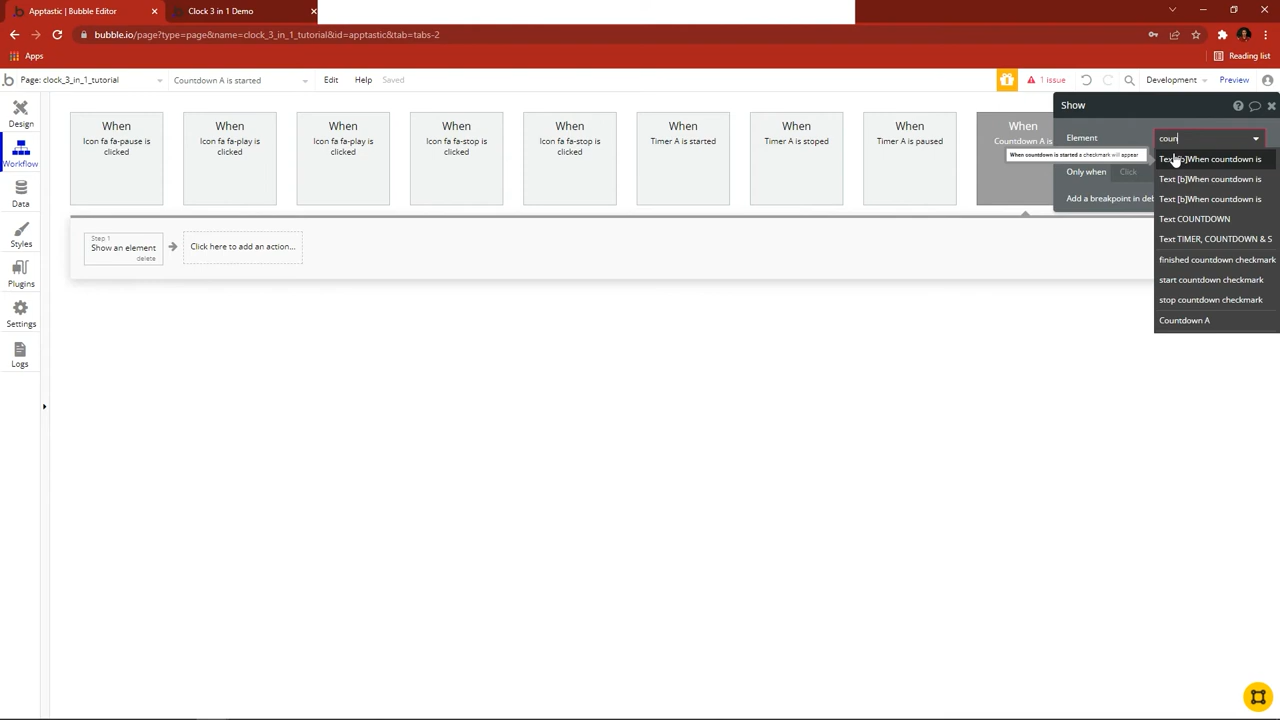 Apptastic | Bubble Editor
Clock 3 in 1 Demo
bubble.io/page?type=page&name=clock_3_in_1_tutorial&id=apptastic&tab=tabs-2
Apps
Reading list
Page: clock_3_in_1_tutorial
Countdown A is started
Edit
Help
Saved
1 issue
Development
Preview
Design
Workflow
Data
Styles
Plugins
Settings
Logs
When
Icon fa fa-pause is
clicked
When
Icon fa fa-play is
clicked
When
Icon fa fa-play is
clicked
When
Icon fa fa-stop is
clicked
When
Icon fa fa-stop is
clicked
When
Timer A is started
When
Timer A is stoped
When
Timer A is paused
When
Countdown A is
Show
Element
coun
When countdown is started a checkmark will appear
Only when
Click
Add a breakpoint in deb
Text [b]When countdown is
Text [b]When countdown is
Text [b]When countdown is
Text COUNTDOWN
Text TIMER, COUNTDOWN & S
finished countdown checkmark
start countdown checkmark
stop countdown checkmark
Countdown A
Step 1
Show an element
delete
Click here to add an action...